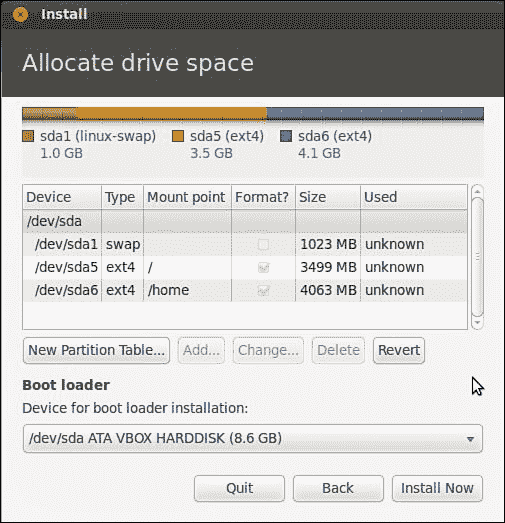 Install
Allocate drive space
sda1 (linux-swap) sda5 (ext4) sda6 (ext4)
1.0 GB 3.5 GB 4.1 GB
Device Type Mount point Format? Size Used
/dev/sda
/dev/sda1 swap 1023 MB unknown
/dev/sda5 ext4 / 3499 MB unknown
/dev/sda6 ext4 /home 4063 MB unknown
New Partition Table... Add... Change... Delete Revert
Boot loader
Device for boot loader installation:
/dev/sda ATA VBOX HARDDISK (8.6 GB)
Quit Back Install Now